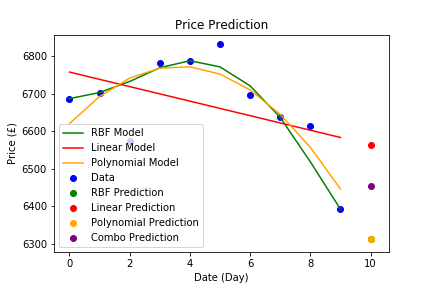 Price Prediction
6800
6700
6600
6500
6400
6300
Price (£)
RBF Model
Linear Model
Polynomial Model
Data
RBF Prediction
Linear Prediction
Polynomial Prediction
Combo Prediction
0 2 4 6 8 10
Date (Day)